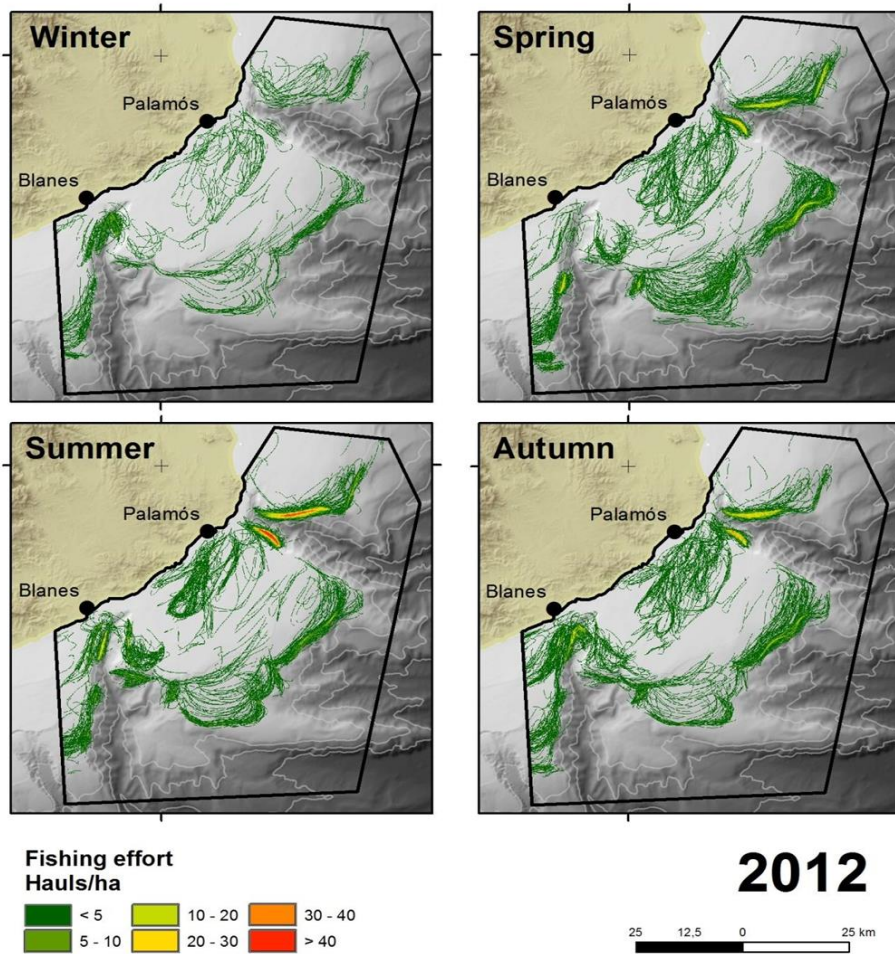 Winter
Palamós
Blanes
Spring
Palamós
Blanes
Summer
Palamós
Blanes
Autumn
Palamós
Blanes
Fishing effort
Hauls/ha
< 5
10 - 20
30 - 40
5 - 10
20 - 30
> 40
2012
25 12,5 0 25 km